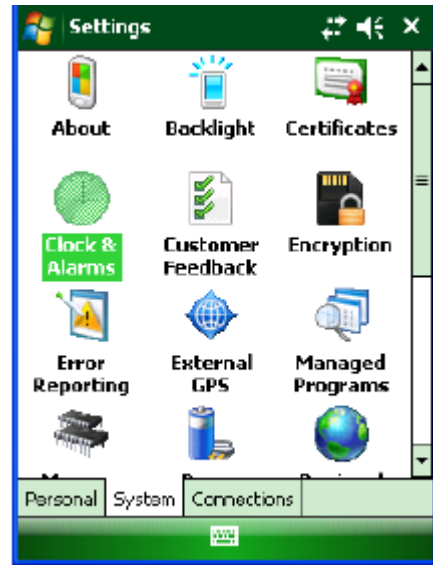 Settings
About
Backlight
Certificates
Clock &
Alarms
Customer
Feedback
Encryption
Error
Reporting
External
GPS
Managed
Programs
Personal
System
Connections